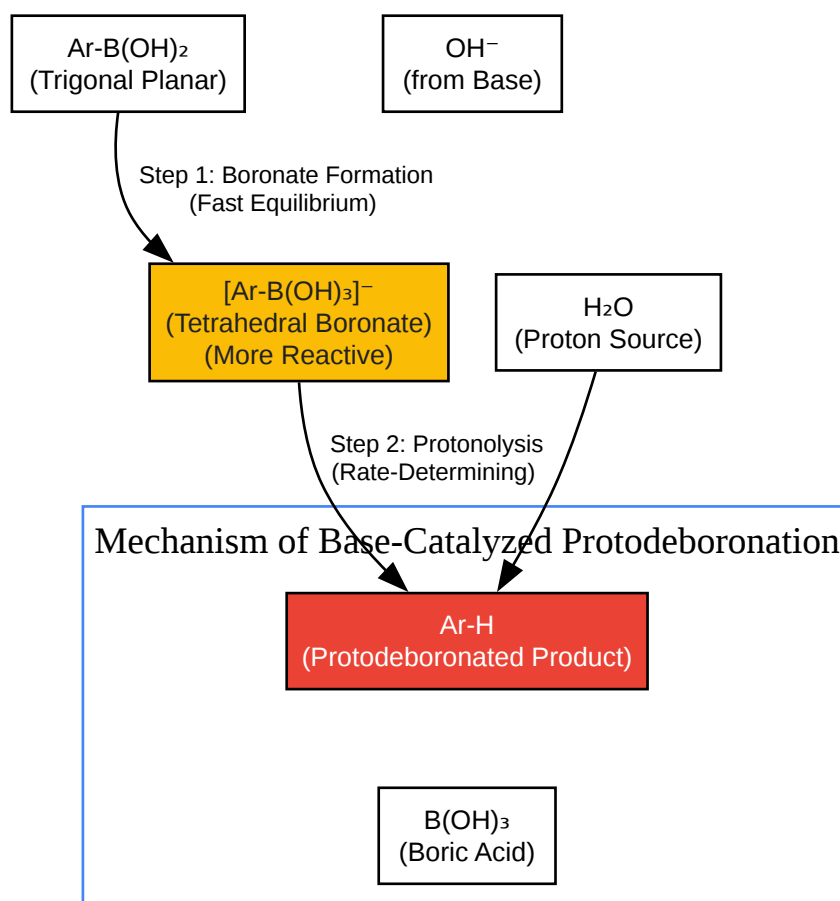 Ar-B(OH)₂
(Trigonal Planar)
OH⁻
(from Base)
Step 1: Boronate Formation
(Fast Equilibrium)
[Ar-B(OH)₃]⁻
(Tetrahedral Boronate)
(More Reactive)
H₂O
(Proton Source)
Step 2: Protonolysis
(Rate-Determining)
Mechanism of Base-Catalyzed Protodeboronation
Ar-H
(Protodeboronated Product)
B(OH)₃
(Boric Acid)